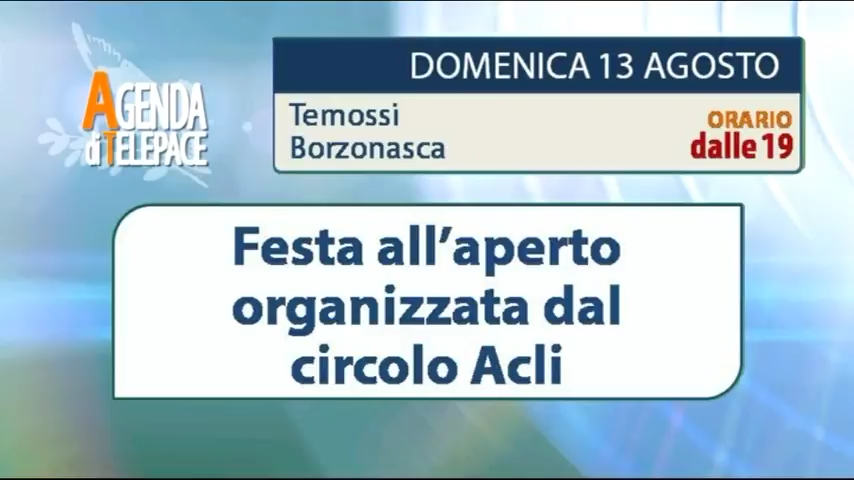 AGENDA
di TELEPACE
DOMENICA 13 AGOSTO
Temossi
Borzonasca
ORARIO
dalle 19
Festa all’aperto
organizzata dal
circolo Acli